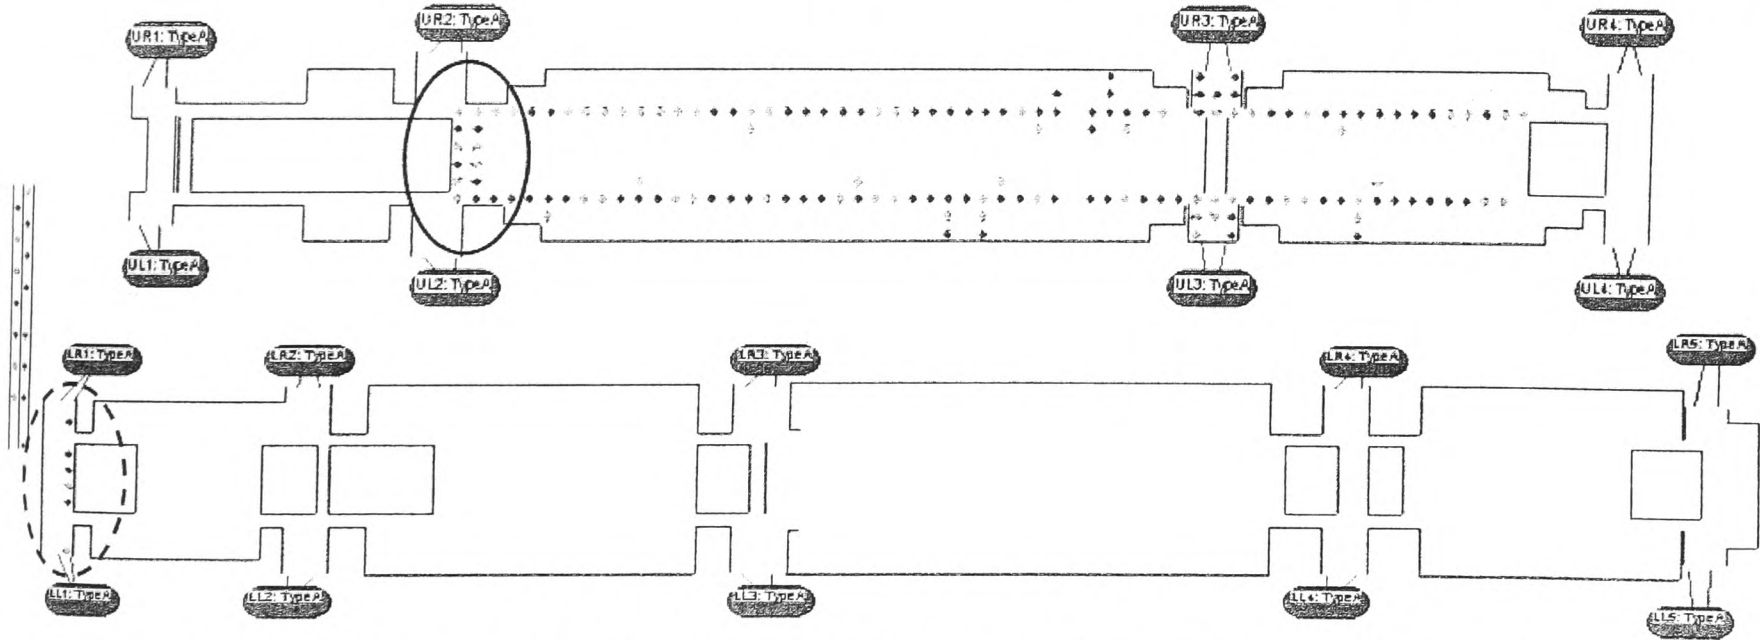 UR1: TypeA
UR2: TypeA
UR3: TypeA
UR4: TypeA
UL1: TypeA
UL2: TypeA
UL3: TypeA
UL4: TypeA
LR1: TypeA
LR2: TypeA
LR3: TypeA
LR4: TypeA
LR5: TypeA
LL1: TypeA
LL2: TypeA
LL3: TypeA
LL4: TypeA
LL5: TypeA